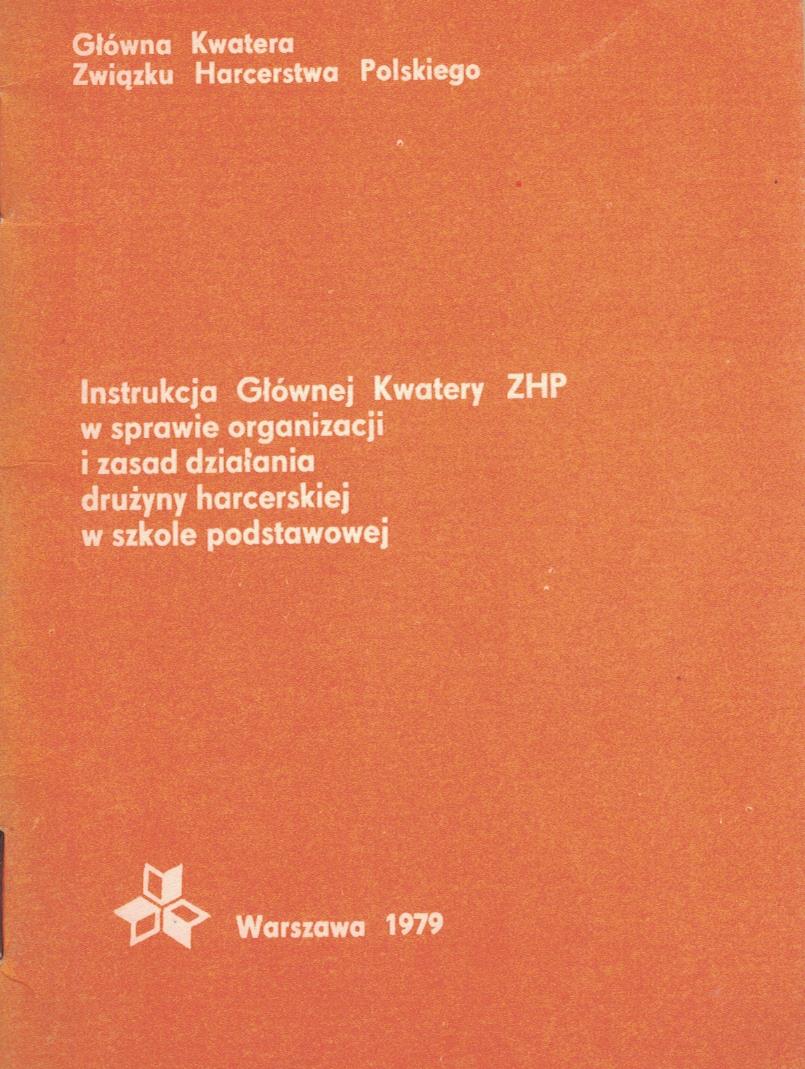 Główna Kwatera
Związku Harcerstwa Polskiego
Instrukcja Głównej Kwatery ZHP
w sprawie organizacji
i zasad działania
drużyny harcerskiej
w szkole podstawowej
Warszawa 1979